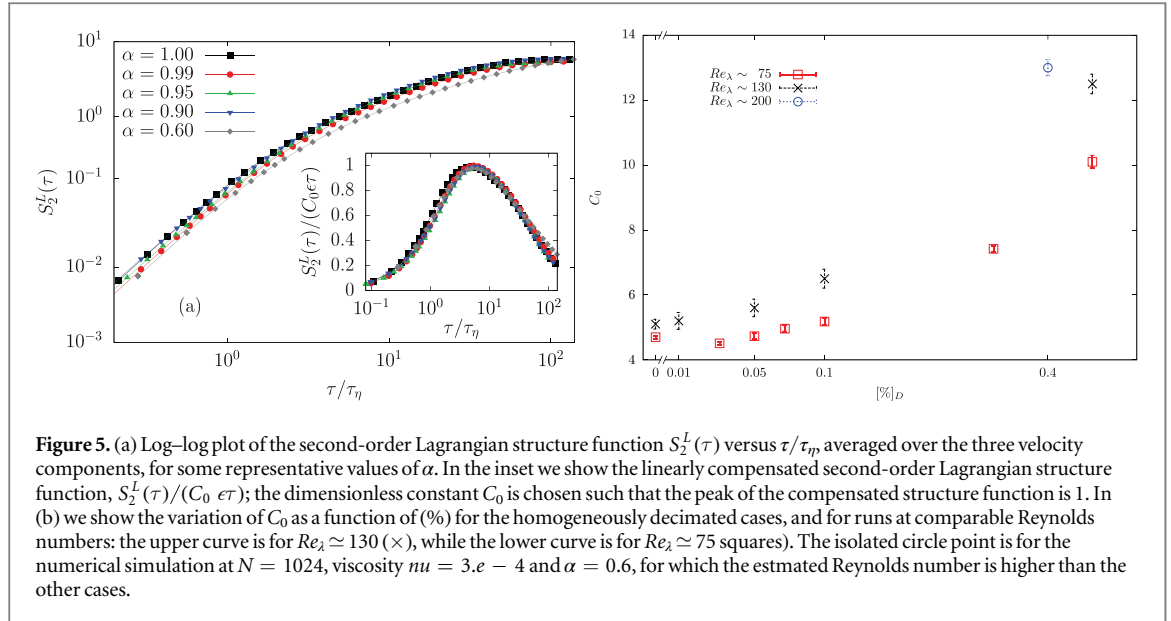 10^1
10^0
10^{-1}
10^{-2}
10^{-3}
S_2^L(τ)
α = 1.00
α = 0.99
α = 0.95
α = 0.90
α = 0.60
(a)
10^0
10^1
10^2
τ/τ_η
1
0.8
0.6
0.4
0.2
0
S_2^L(τ)/(C_0ϵτ)
10^{-1}
10^0
10^1
10^2
τ/τ_η
14
12
10
8
6
4
C_0
Re_λ ∼ 75
Re_λ ∼ 130
Re_λ ∼ 200
0
0.01
0.05
0.1
0.4
[%]_D
Figure 5. (a) Log–log plot of the second-order Lagrangian structure function S_2^L(τ) versus τ/τ_η, averaged over the three velocity
components, for some representative values of α. In the inset we show the linearly compensated second-order Lagrangian structure
function, S_2^L(τ)/(C_0 ϵτ); the dimensionless constant C_0 is chosen such that the peak of the compensated structure function is 1. In
(b) we show the variation of C_0 as a function of (%) for the homogeneously decimated cases, and for runs at comparable Reynolds
numbers: the upper curve is for Re_λ ≃ 130 (×), while the lower curve is for Re_λ ≃ 75 squares). The isolated circle point is for the
numerical simulation at N = 1024, viscosity nu = 3.e − 4 and α = 0.6, for which the estmated Reynolds number is higher than the
other cases.